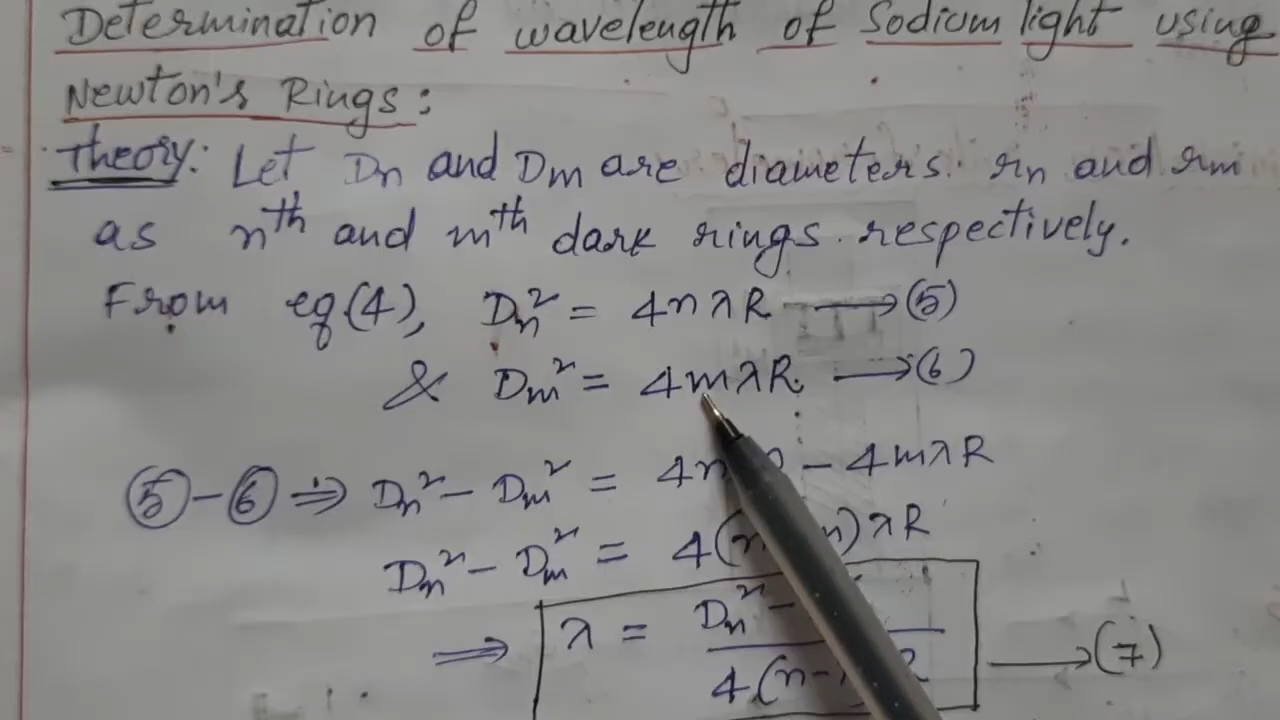 Determination of wavelength of Sodium light using
Newton's Rings:
Theory: Let Dn and Dm are diameters. rn and rm
as nth and mth dark rings respectively.
From eq(4), Dn² = 4nλR ⟶ (5)
& Dm² = 4mλR ⟶ (6)
(5) - (6) ⇒ Dn² - Dm² = 4n - 4mλR
Dn² - Dm² = 4(n )λR
⇒ λ = Dn² -
4(n- ⟶ (7)